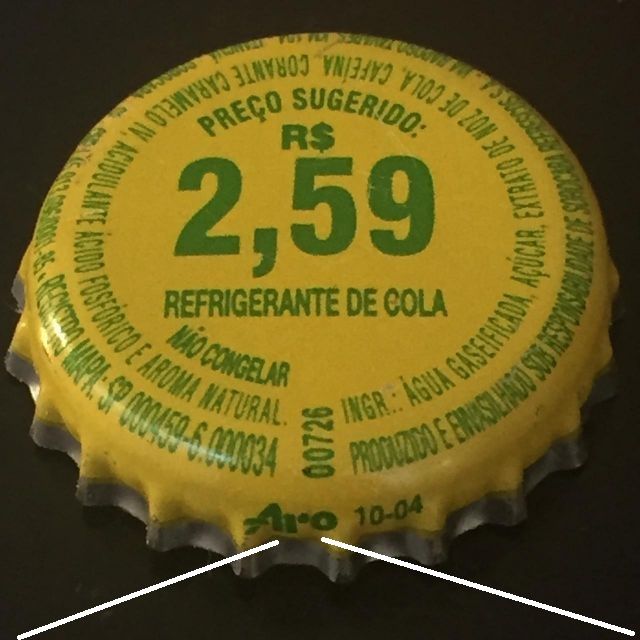 PREÇO SUGERIDO:
R$
2,59
REFRIGERANTE DE COLA
NÃO CONGELAR
INGR.: ÁGUA GASEIFICADA, AÇÚCAR, EXTRATO DE NOZ DE COLA, CAFEÍNA, CORANTE CARAMELO IV, ACIDULANTE ÁCIDO FOSFÓRICO E AROMA NATURAL.
PRODUZIDO E ENVASILHADO SOB RESPONSABILIDADE DE
REGISTRO MAPA. SP 000459-6.000034
00726
Aro 10-04